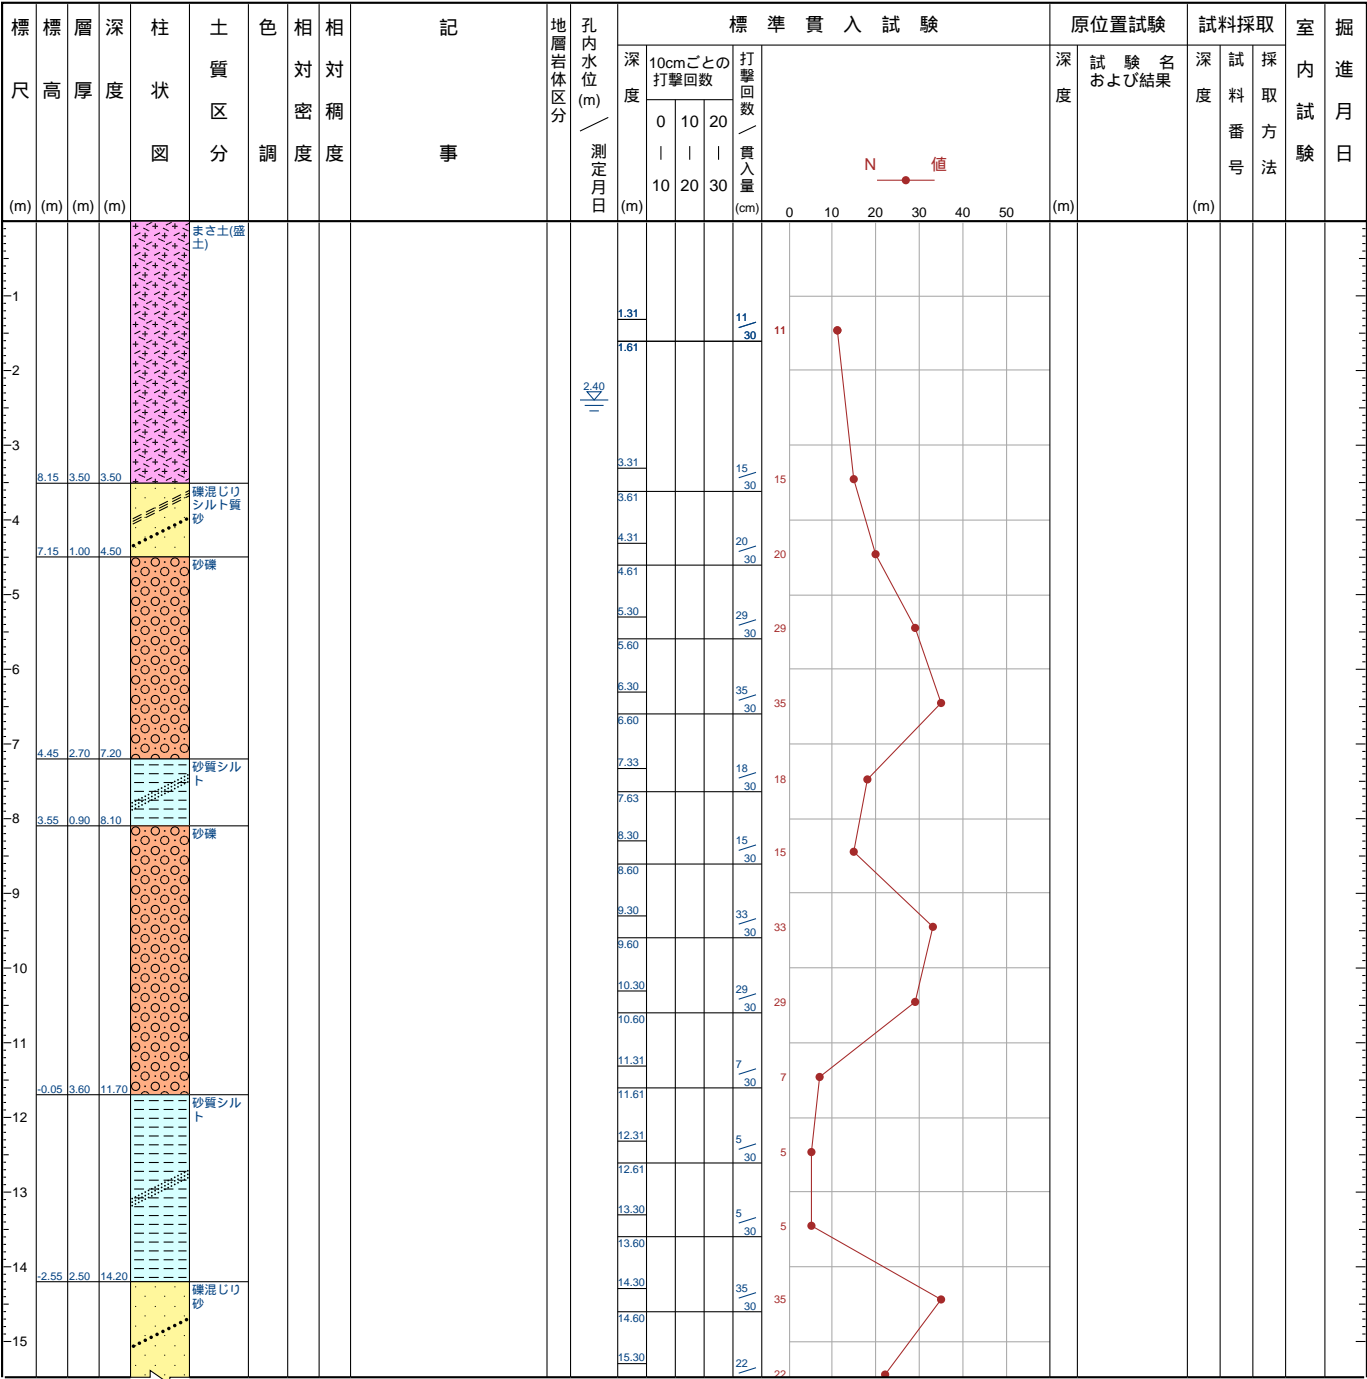 標尺(m)
標高(m)
層厚(m)
深度(m)
柱状図
土質区分
色調
相対密度
相対稠度
記事
地層岩体区分
孔内水位(m)／測定月日
標準貫入試験
深度(m)
10cmごとの
打撃回数
0 10 20
| | |
10 20 30
打撃回数／貫入量(cm)
N 値
0 10 20 30 40 50
原位置試験
深度(m)
試験名
および結果
試料採取
深度(m)
試料番号
採取方法
室内試験
掘進月日
まさ土(盛
土)
1
1.31 11
30 11
1.61
2
2.40
3
3.31 15
8.15 3.50 3.50 30 15
礫混じり
シルト質
砂
3.61
4
4.31 20
7.15 1.00 4.50 30 20
砂礫
4.61
5
5.30 29
30 29
5.60
6
6.30 35
30 35
6.60
7
4.45 2.70 7.20
砂質シル
ト
7.33 18
30 18
7.63
8
3.55 0.90 8.10
砂礫
8.30 15
30 15
8.60
9
9.30 33
30 33
9.60
10
10.30 29
30 29
10.60
11
11.31 7
30 7
-0.05 3.60 11.70
11.61
砂質シル
ト
12
12.31 5
30 5
12.61
13
13.30 5
30 5
13.60
14
-2.55 2.50 14.20
礫混じり
砂
14.30 35
30 35
14.60
15
15.30 22
22